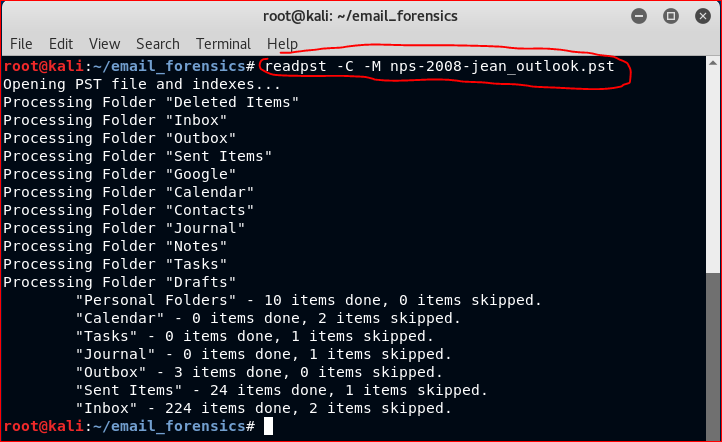 root@kali: ~/email_forensics
File Edit View Search Terminal Help
root@kali:~/email_forensics# readpst -C -M nps-2008-jean_outlook.pst
Opening PST file and indexes...
Processing Folder "Deleted Items"
Processing Folder "Inbox"
Processing Folder "Outbox"
Processing Folder "Sent Items"
Processing Folder "Google"
Processing Folder "Calendar"
Processing Folder "Contacts"
Processing Folder "Journal"
Processing Folder "Notes"
Processing Folder "Tasks"
Processing Folder "Drafts"
"Personal Folders" - 10 items done, 0 items skipped.
"Calendar" - 0 items done, 2 items skipped.
"Tasks" - 0 items done, 1 items skipped.
"Journal" - 0 items done, 1 items skipped.
"Outbox" - 3 items done, 0 items skipped.
"Sent Items" - 24 items done, 1 items skipped.
"Inbox" - 224 items done, 2 items skipped.
root@kali:~/email_forensics#